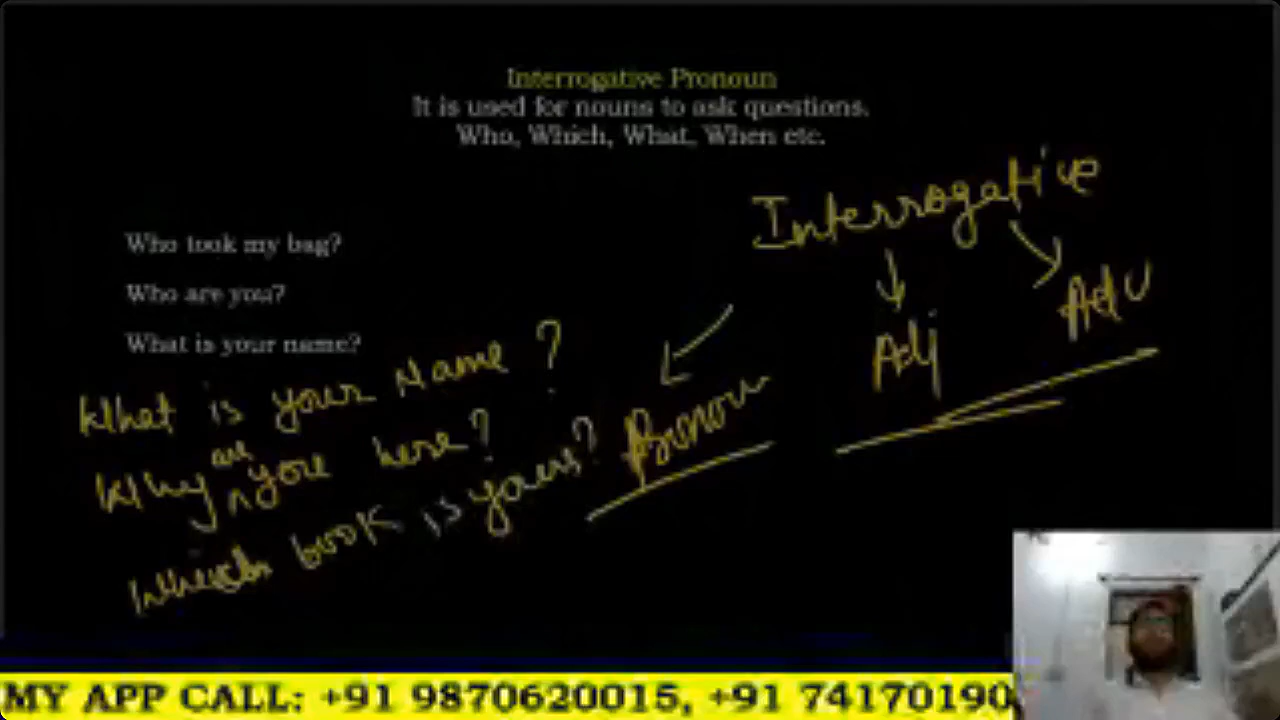 Interrogative Pronoun
It is used for nouns to ask questions.
Who, Which, What, When etc.
Interrogative
Who took my bag?
Who are you?
Adj
Adv
What is your name?
What is your Name ?
Why are you here?
Which book is yours?
MY APP CALL: +91 9870620015, +91 74170190